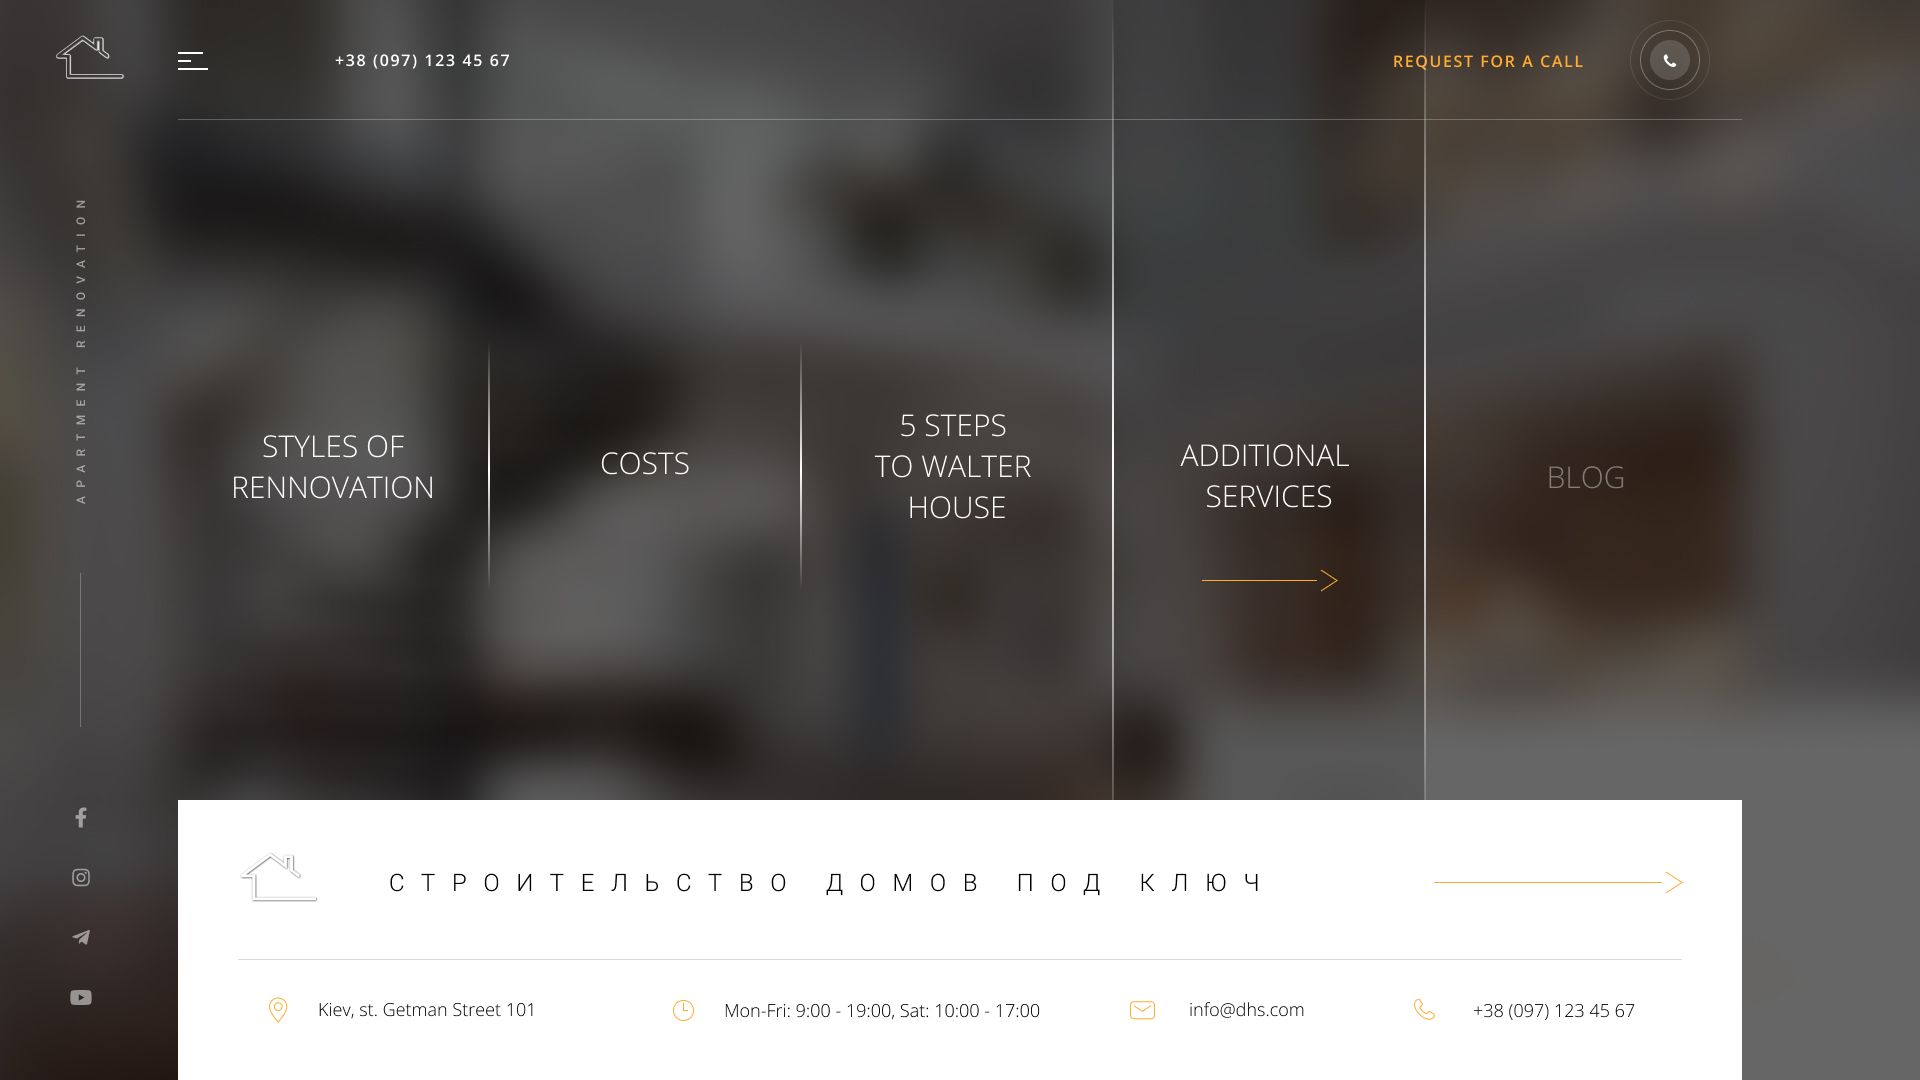 +38 (097) 123 45 67
REQUEST FOR A CALL
APARTMENT RENOVATION
STYLES OF
RENNOVATION
COSTS
5 STEPS
TO WALTER
HOUSE
ADDITIONAL
SERVICES
BLOG
СТРОИТЕЛЬСТВО ДОМОВ ПОД КЛЮЧ
Kiev, st. Getman Street 101
Mon-Fri: 9:00 - 19:00, Sat: 10:00 - 17:00
info@dhs.com
+38 (097) 123 45 67